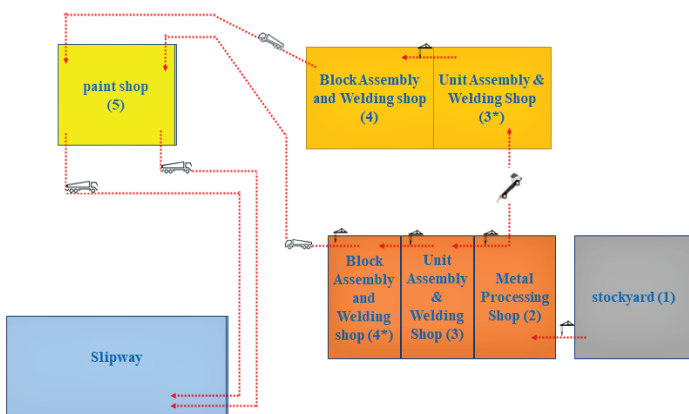 paint shop
(5)
Block Assembly
and Welding shop
(4)
Unit Assembly &
Welding Shop
(3*)
Block
Assembly
and
Welding
shop (4*)
Unit
Assembly
&
Welding
Shop (3)
Metal
Processing
Shop (2)
stockyard (1)
Slipway